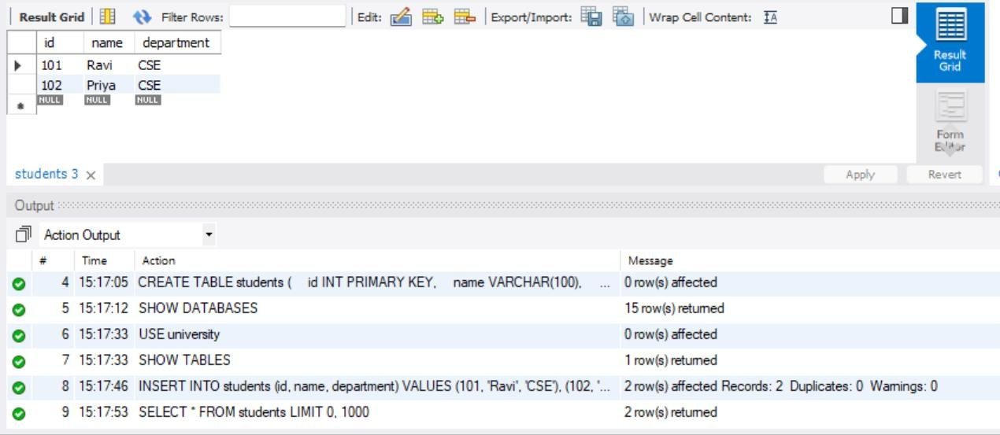 Result Grid Filter Rows: Edit: Export/Import: Wrap Cell Content:
id name department
101 Ravi CSE
102 Priya CSE
NULL NULL NULL
Result
Grid
Form
Editor
students 3 Apply Revert
Output
Action Output
# Time Action Message
4 15:17:05 CREATE TABLE students ( id INT PRIMARY KEY, name VARCHAR(100), ... 0 row(s) affected
5 15:17:12 SHOW DATABASES 15 row(s) returned
6 15:17:33 USE university 0 row(s) affected
7 15:17:33 SHOW TABLES 1 row(s) returned
8 15:17:46 INSERT INTO students (id, name, department) VALUES (101, 'Ravi', 'CSE'), (102, '... 2 row(s) affected Records: 2 Duplicates: 0 Warnings: 0
9 15:17:53 SELECT * FROM students LIMIT 0, 1000 2 row(s) returned